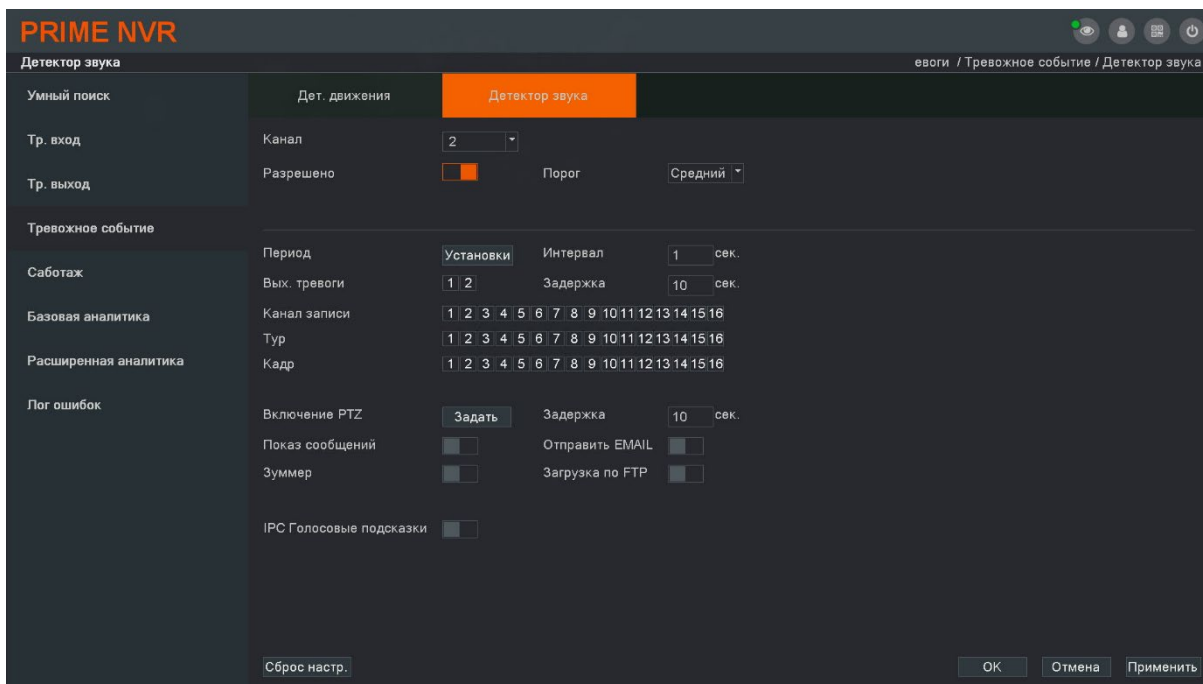 PRIME NVR
Детектор звука
евоги / Тревожное событие / Детектор звука
Умный поиск
Тр. вход
Тр. выход
Тревожное событие
Саботаж
Базовая аналитика
Расширенная аналитика
Лог ошибок
Дет. движения Детектор звука
Канал 2
Разрешено Порог Средний
Период Установки Интервал 1 сек.
Вых. тревоги 1 2 Задержка 10 сек.
Канал записи 1 2 3 4 5 6 7 8 9 10 11 12 13 14 15 16
Тур 1 2 3 4 5 6 7 8 9 10 11 12 13 14 15 16
Кадр 1 2 3 4 5 6 7 8 9 10 11 12 13 14 15 16
Включение PTZ Задать Задержка 10 сек.
Показ сообщений Отправить EMAIL
Зуммер Загрузка по FTP
IPC Голосовые подсказки
Сброс настр. OK Отмена Применить